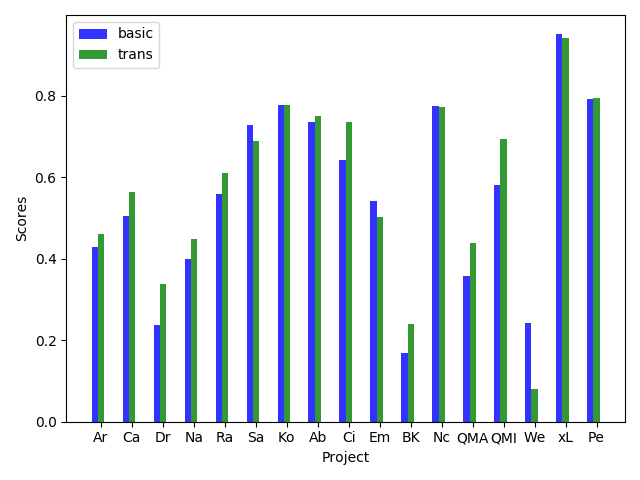 basic
trans
Scores
0.8
0.6
0.4
0.2
0.0
Ar Ca Dr Na Ra Sa Ko Ab Ci Em BK Nc QMA QMI We xL Pe
Project